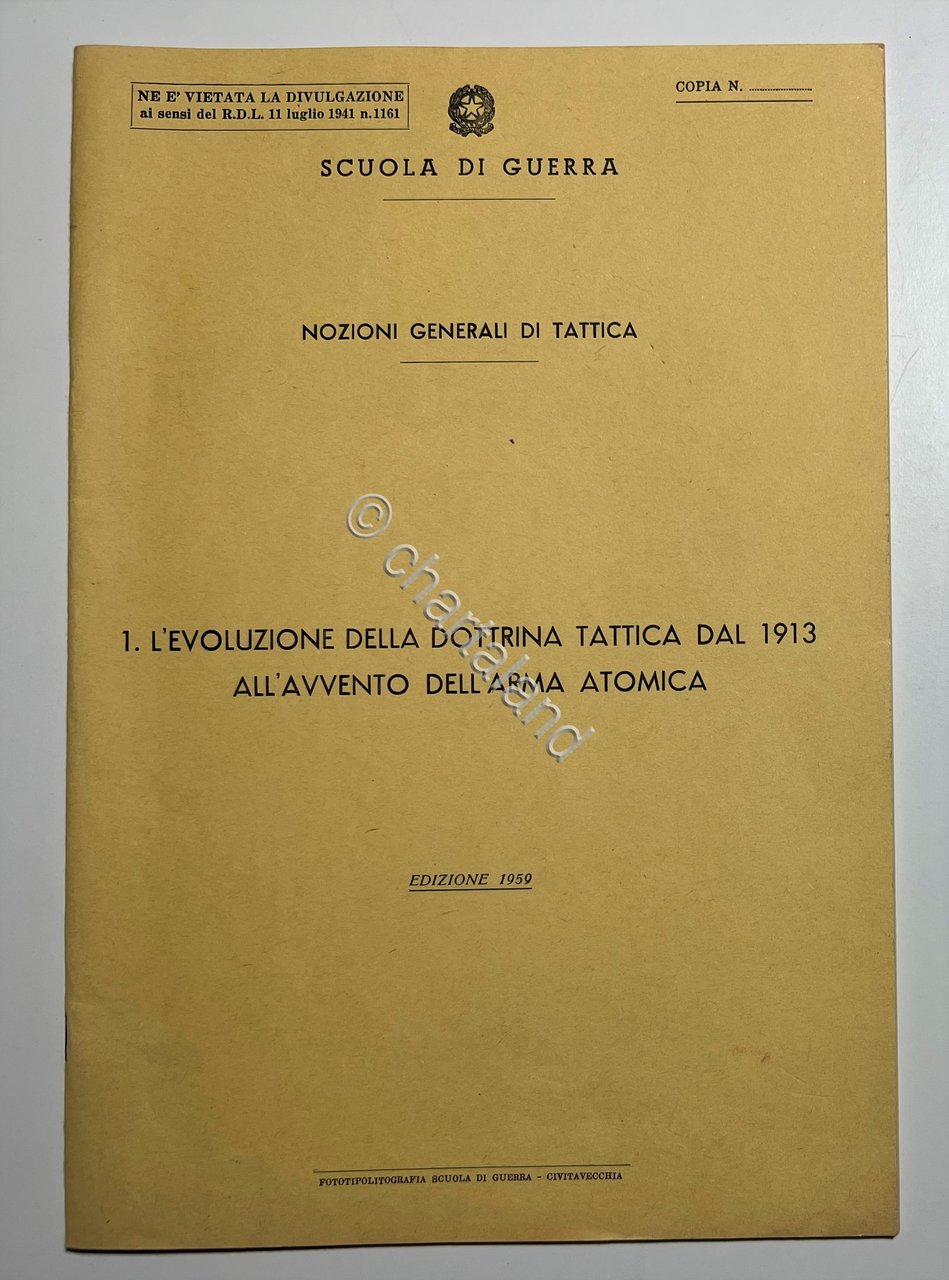 NE E' VIETATA LA DIVULGAZIONE
ai sensi del R.D.L. 11 luglio 1941 n.1161
COPIA N. ....................
SCUOLA DI GUERRA
NOZIONI GENERALI DI TATTICA
© chartaland
1. L'EVOLUZIONE DELLA DOTTRINA TATTICA DAL 1913
ALL'AVVENTO DELL'ARMA ATOMICA
EDIZIONE 1959
FOTOTIPOLITOGRAFIA SCUOLA DI GUERRA - CIVITAVECCHIA